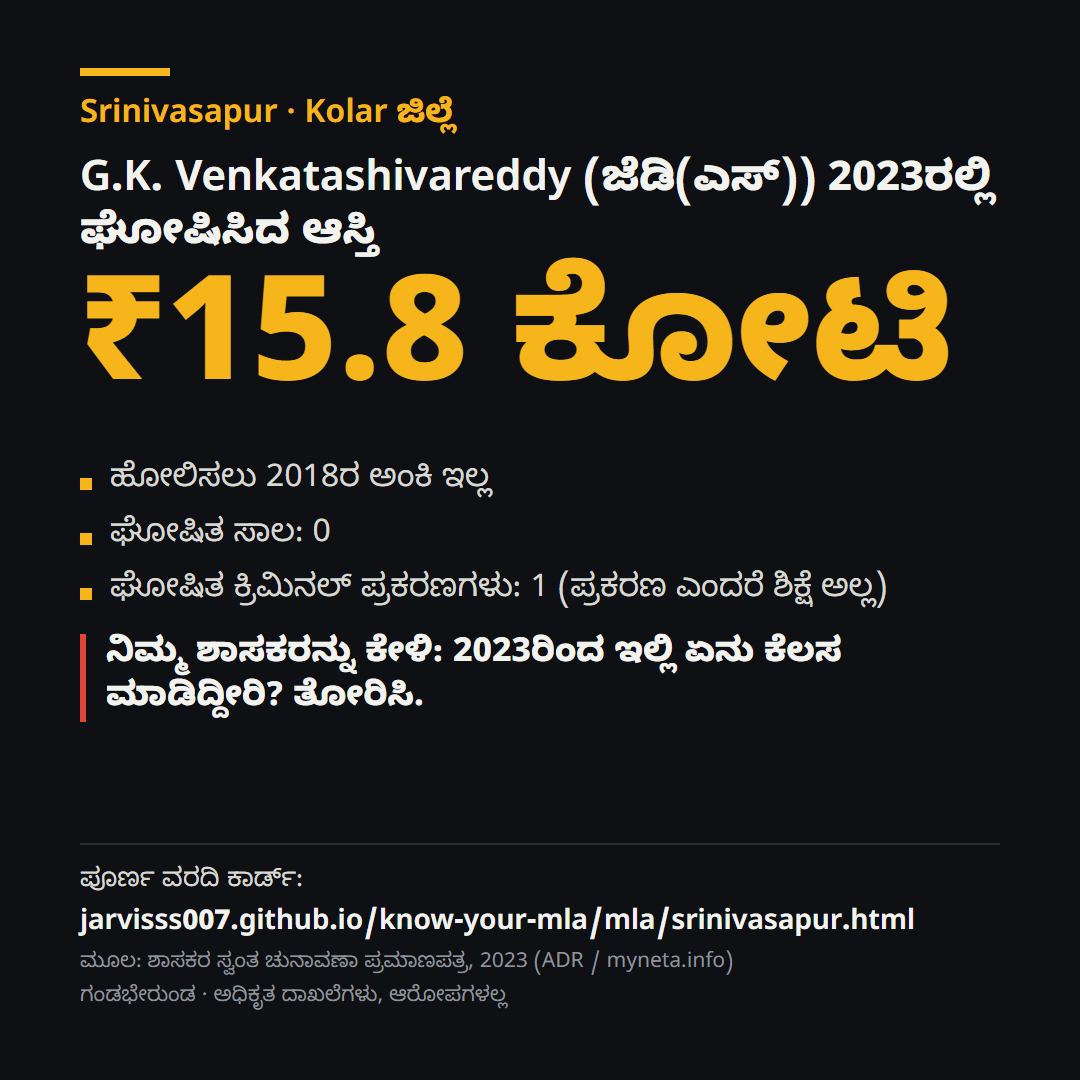 Srinivasapur · Kolar ಜಿಲ್ಲೆ
G.K. Venkatashivareddy (ಜೆಡಿ(ಎಸ್)) 2023ರಲ್ಲಿ
ಘೋಷಿಸಿದ ಆಸ್ತಿ
₹15.8 ಕೋಟಿ
ಹೋಲಿಸಲು 2018ರ ಅಂಕಿ ಇಲ್ಲ
ಘೋಷಿತ ಸಾಲ: 0
ಘೋಷಿತ ಕ್ರಿಮಿನಲ್ ಪ್ರಕರಣಗಳು: 1 (ಪ್ರಕರಣ ಎಂದರೆ ಶಿಕ್ಷೆ ಅಲ್ಲ)
ನಿಮ್ಮ ಶಾಸಕರನ್ನು ಕೇಳಿ: 2023ರಿಂದ ಇಲ್ಲಿ ಏನು ಕೆಲಸ
ಮಾಡಿದ್ದೀರಿ? ತೋರಿಸಿ.
ಪೂರ್ಣ ವರದಿ ಕಾರ್ಡ್:
jarvisss007.github.io/know-your-mla/mla/srinivasapur.html
ಮೂಲ: ಶಾಸಕರ ಸ್ವಂತ ಚುನಾವಣಾ ಪ್ರಮಾಣಪತ್ರ, 2023 (ADR / myneta.info)
ಗಂಡಭೇರುಂಡ · ಅಧಿಕೃತ ದಾಖಲೆಗಳು, ಆರೋಪಗಳಲ್ಲ